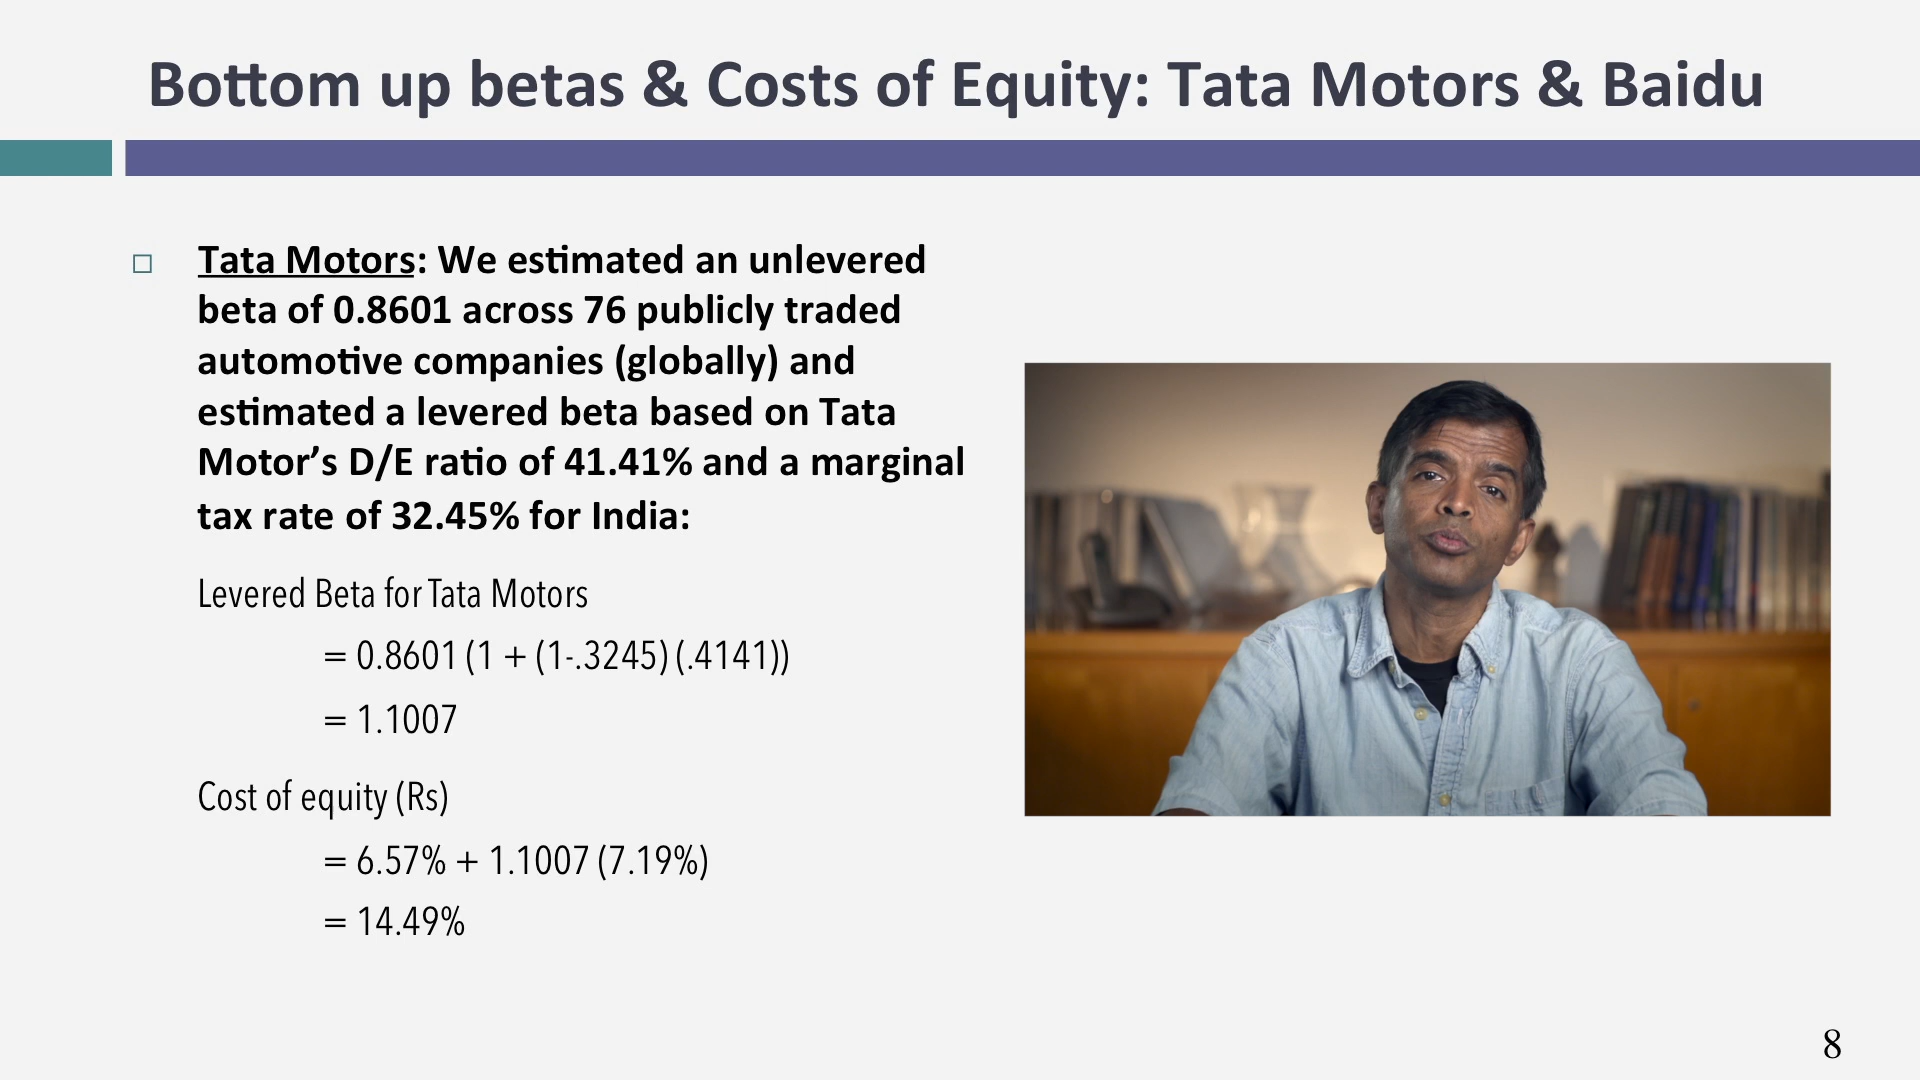 Bottom up betas & Costs of Equity: Tata Motors & Baidu
Tata Motors: We estimated an unlevered
beta of 0.8601 across 76 publicly traded
automotive companies (globally) and
estimated a levered beta based on Tata
Motor’s D/E ratio of 41.41% and a marginal
tax rate of 32.45% for India:
Levered Beta for Tata Motors
= 0.8601 (1 + (1-.3245) (.4141))
= 1.1007
Cost of equity (Rs)
= 6.57% + 1.1007 (7.19%)
= 14.49%
8